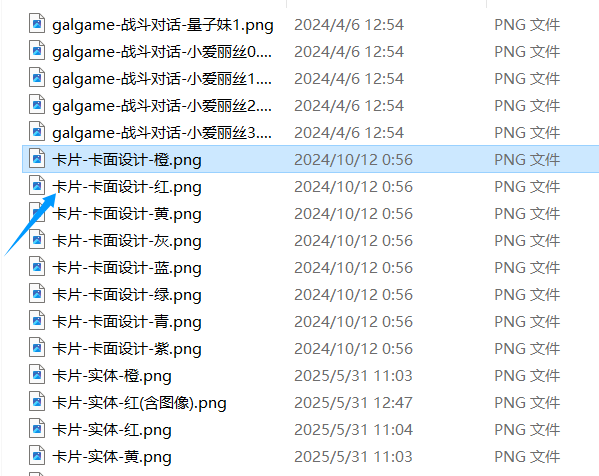 galgame-战斗对话-量子妹1.png 2024/4/6 12:54 PNG 文件
galgame-战斗对话-小爱丽丝0.... 2024/4/6 12:54 PNG 文件
galgame-战斗对话-小爱丽丝1.... 2024/4/6 12:54 PNG 文件
galgame-战斗对话-小爱丽丝2.... 2024/4/6 12:54 PNG 文件
galgame-战斗对话-小爱丽丝3.... 2024/4/6 12:54 PNG 文件
卡片-卡面设计-橙.png 2024/10/12 0:56 PNG 文件
卡片-卡面设计-红.png 2024/10/12 0:56 PNG 文件
卡片-卡面设计-黄.png 2024/10/12 0:56 PNG 文件
卡片-卡面设计-灰.png 2024/10/12 0:56 PNG 文件
卡片-卡面设计-蓝.png 2024/10/12 0:56 PNG 文件
卡片-卡面设计-绿.png 2024/10/12 0:56 PNG 文件
卡片-卡面设计-青.png 2024/10/12 0:56 PNG 文件
卡片-卡面设计-紫.png 2024/10/12 0:56 PNG 文件
卡片-实体-橙.png 2025/5/31 11:03 PNG 文件
卡片-实体-红(含图像).png 2025/5/31 12:47 PNG 文件
卡片-实体-红.png 2025/5/31 11:04 PNG 文件
卡片-实体-黄.png 2025/5/31 11:03 PNG 文件